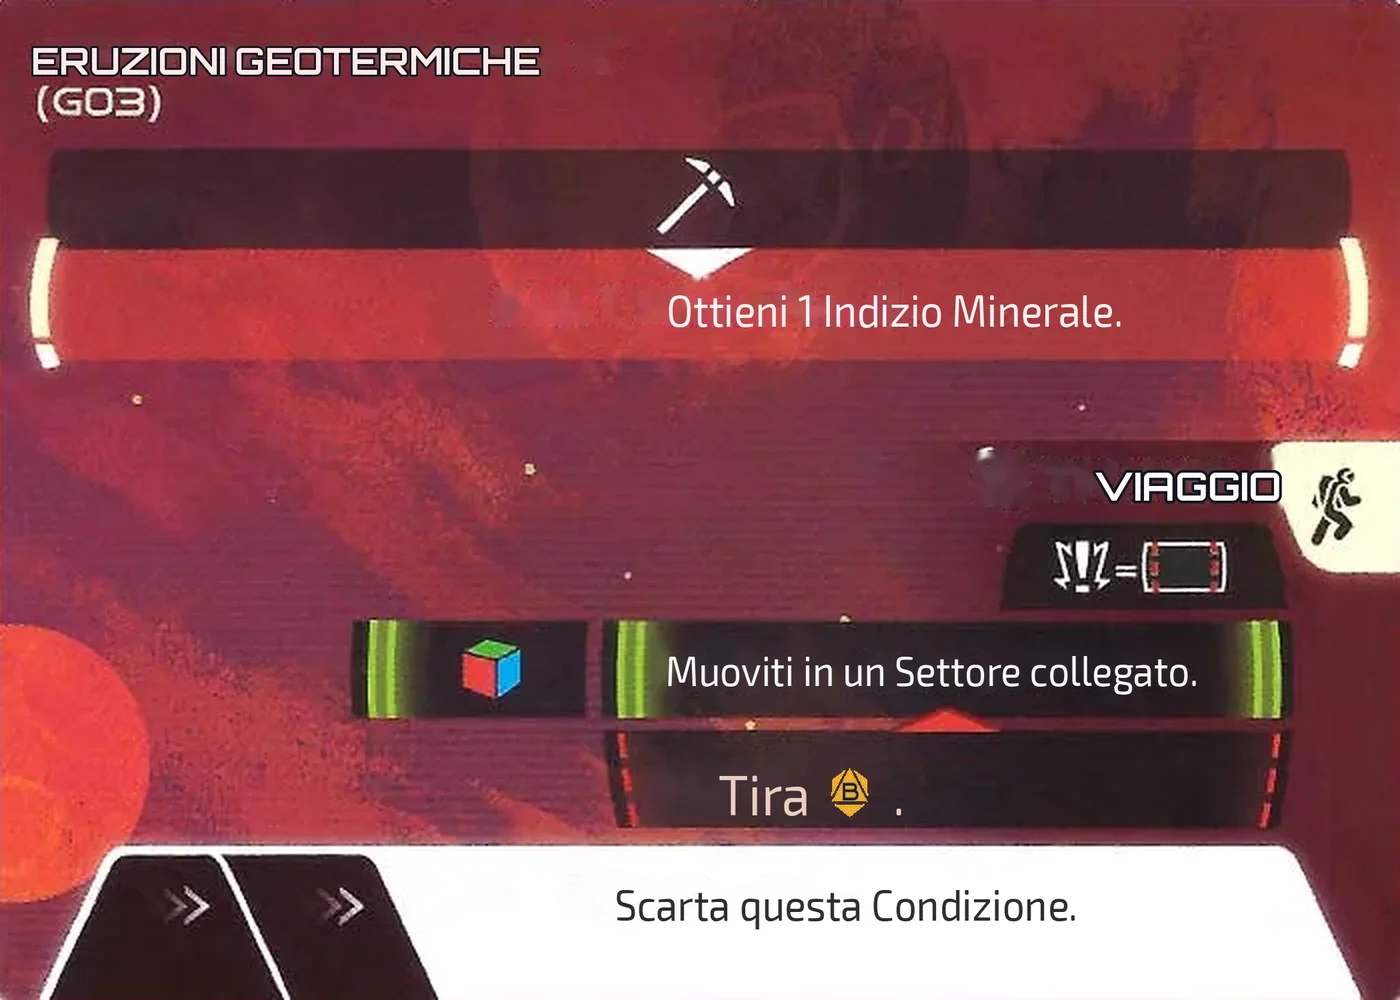 ERUZIONI GEOTERMICHE
(G03)
Ottieni 1 Indizio Minerale.
VIAGGIO
!=
Muoviti in un Settore collegato.
Tira B .
Scarta questa Condizione.